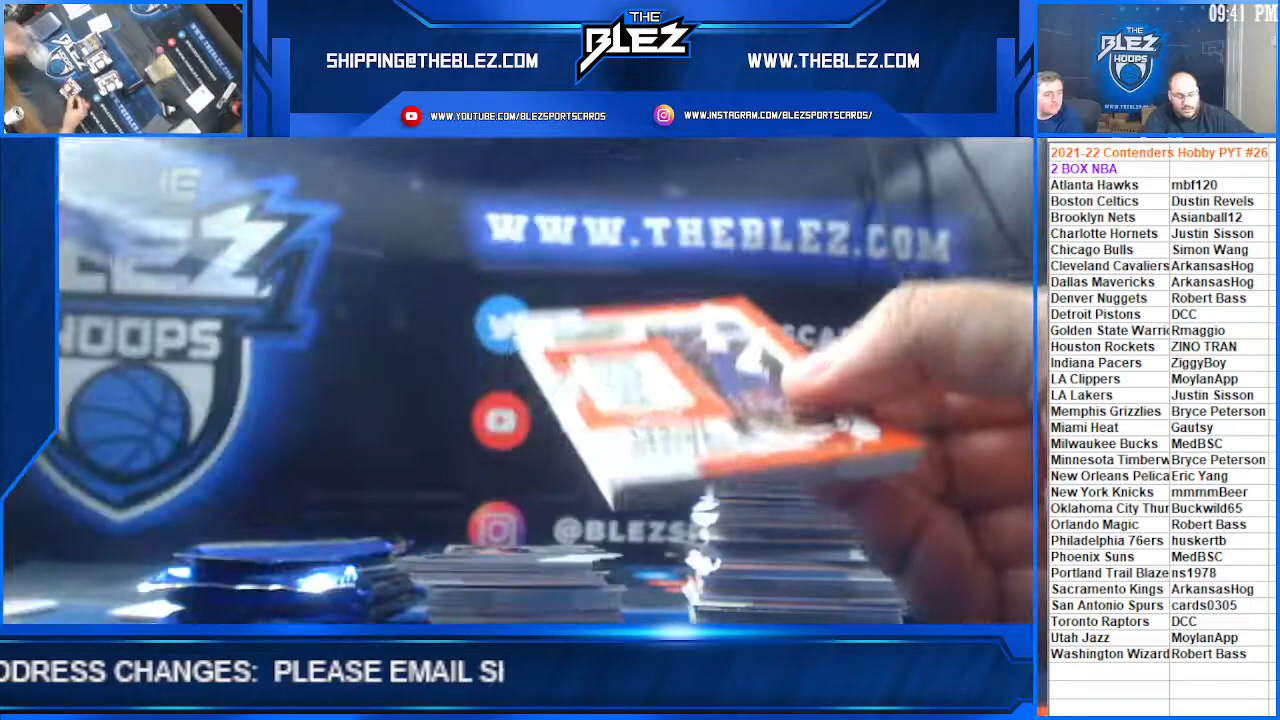 09:41 PM
THE
BLEZ
SHIPPING@THEBLEZ.COM
WWW.THEBLEZ.COM
WWW.YOUTUBE.COM/BLEZSPORTSCARDS
WWW.INSTAGRAM.COM/BLEZSPORTSCARDS/
THE
BLEZ
HOOPS
WWW.THEBLEZ.COM
HOOPS
@BLEZS
2021-22 Contenders Hobby PYT #26
2 BOX NBA
Atlanta Hawks mbf120
Boston Celtics Dustin Revels
Brooklyn Nets Asianball12
Charlotte Hornets Justin Sisson
Chicago Bulls Simon Wang
Cleveland Cavaliers ArkansasHog
Dallas Mavericks ArkansasHog
Denver Nuggets Robert Bass
Detroit Pistons DCC
Golden State Warri Rmaggio
Houston Rockets ZINO TRAN
Indiana Pacers ZiggyBoy
LA Clippers MoylanApp
LA Lakers Justin Sisson
Memphis Grizzlies Bryce Peterson
Miami Heat Gautsy
Milwaukee Bucks MedBSC
Minnesota Timberw Bryce Peterson
New Orleans Pelica Eric Yang
New York Knicks mmmmBeer
Oklahoma City Thun Buckwild65
Orlando Magic Robert Bass
Philadelphia 76ers huskertb
Phoenix Suns MedBSC
Portland Trail Blaze ns1978
Sacramento Kings ArkansasHog
San Antonio Spurs cards0305
Toronto Raptors DCC
Utah Jazz MoylanApp
Washington Wizard Robert Bass
DDRESS CHANGES: PLEASE EMAIL SI